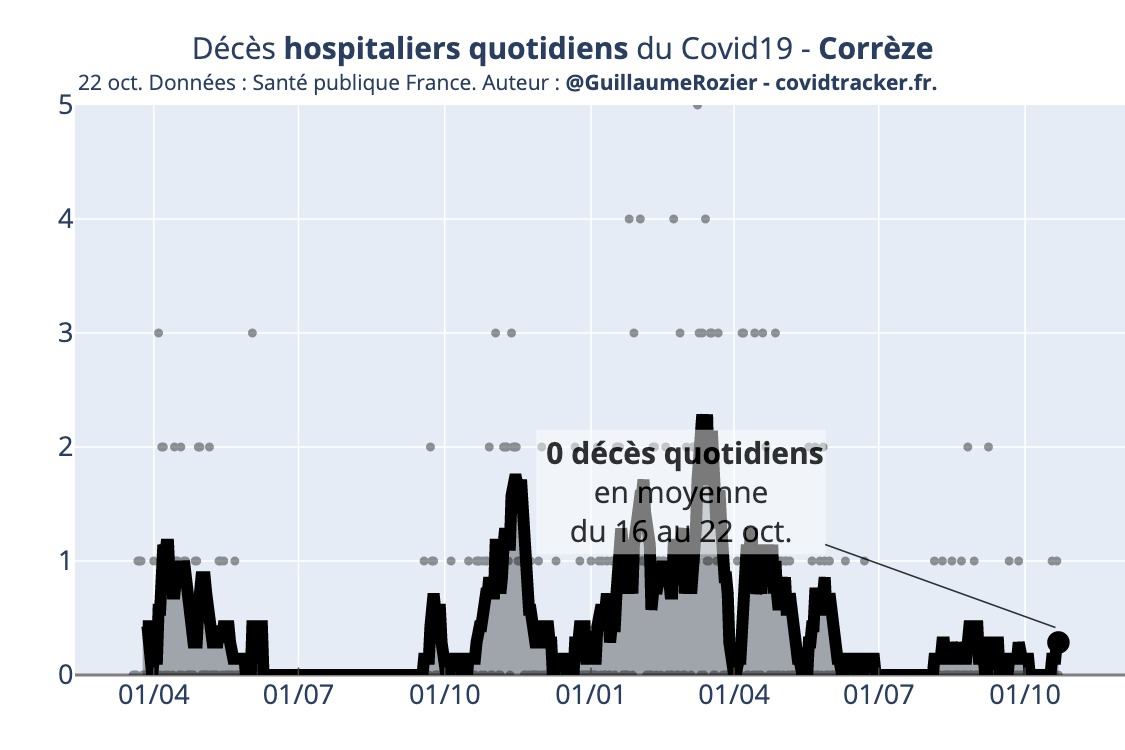 Décès hospitaliers quotidiens du Covid19 - Corrèze
22 oct. Données : Santé publique France. Auteur : @GuillaumeRozier - covidtracker.fr.
5
4
3
2
1
0
0 décès quotidiens
en moyenne
du 16 au 22 oct.
01/04 01/07 01/10 01/01 01/04 01/07 01/10